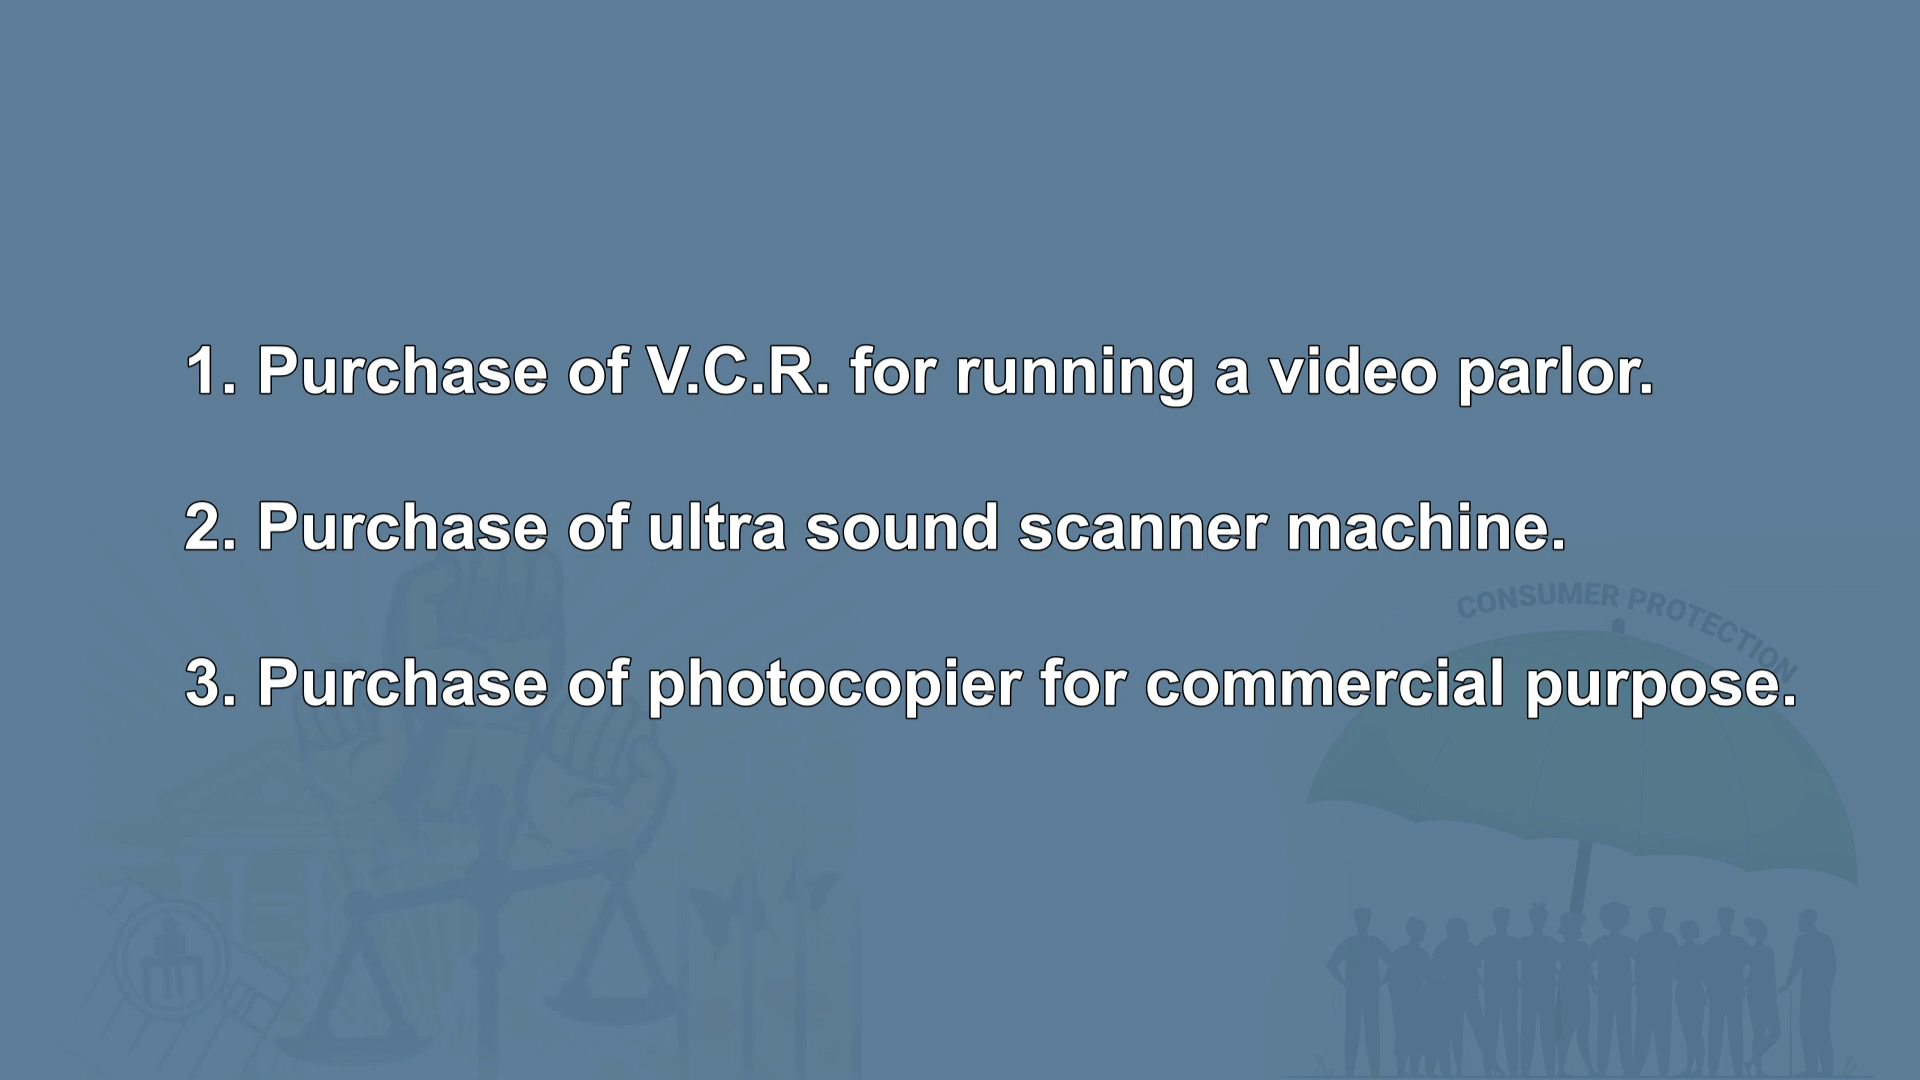 1. Purchase of V.C.R. for running a video parlor.
2. Purchase of ultra sound scanner machine.
CONSUMER PROTECTION
3. Purchase of photocopier for commercial purpose.